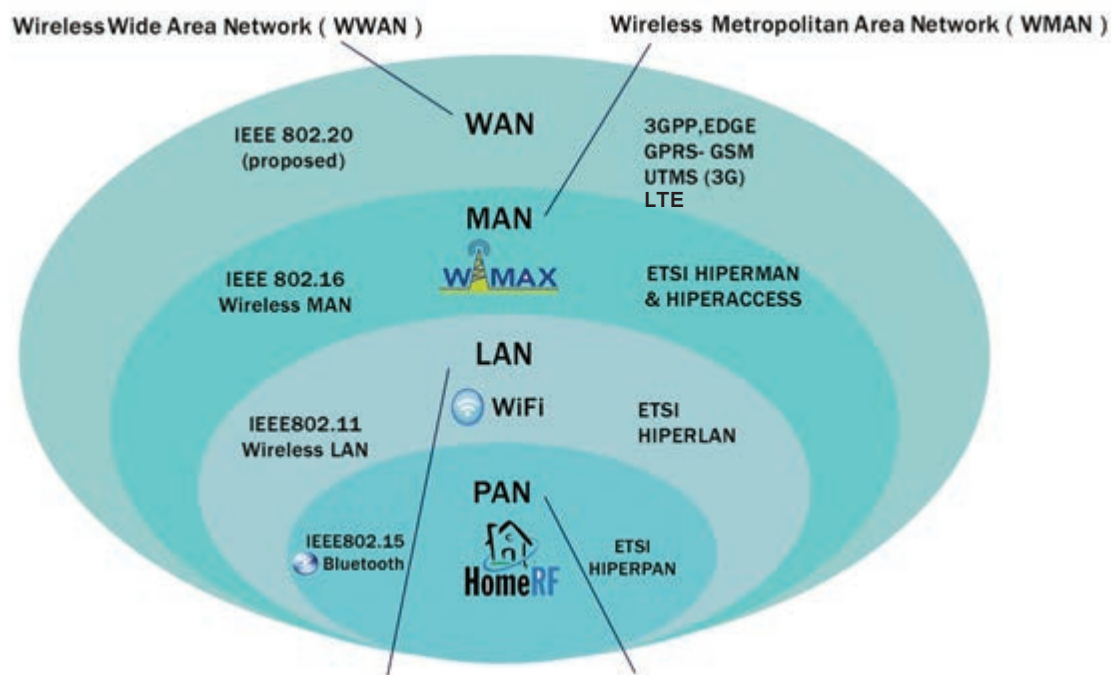 Wireless Wide Area Network ( WWAN )
Wireless Metropolitan Area Network ( WMAN )
WAN
IEEE 802.20
(proposed)
3GPP,EDGE
GPRS- GSM
UTMS (3G)
LTE
MAN
WiMAX
IEEE 802.16
Wireless MAN
ETSI HIPERMAN
& HIPERACCESS
LAN
WiFi
IEEE802.11
Wireless LAN
ETSI
HIPERLAN
PAN
IEEE802.15
Bluetooth
HomeRF
ETSI
HIPERPAN